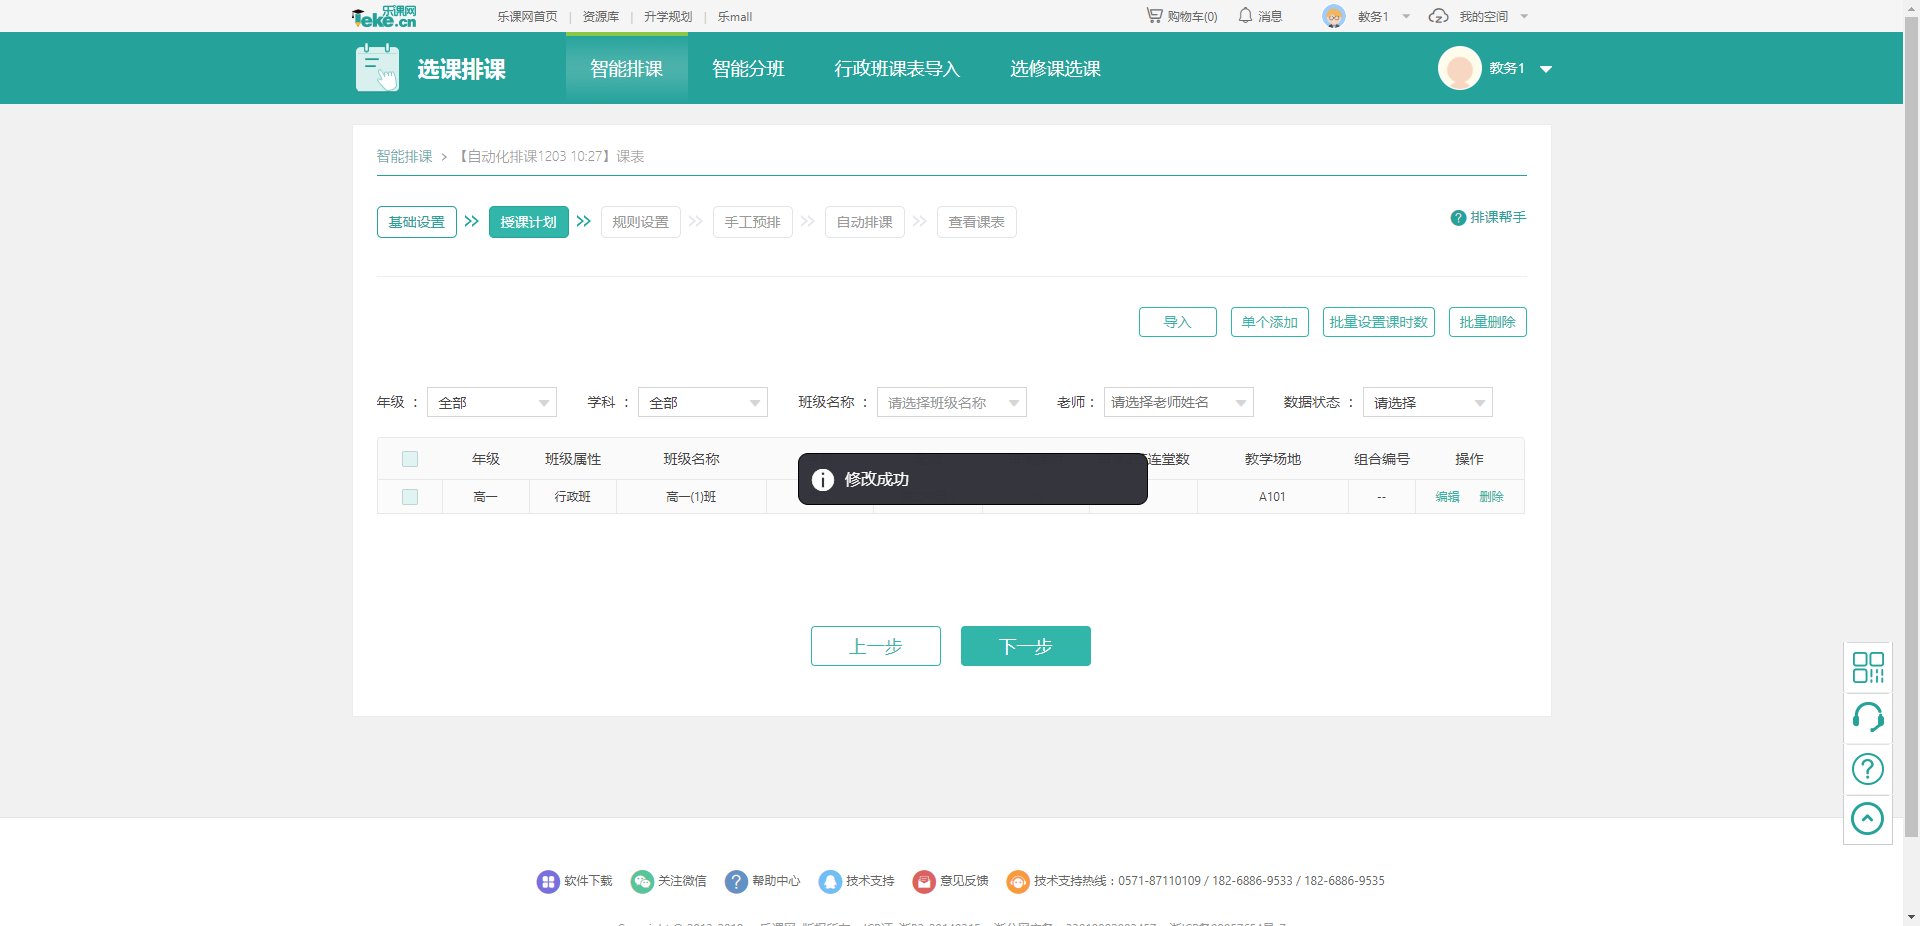 乐课网
leke.cn
乐课网首页 | 资源库 | 升学规划 | 乐mall
购物车(0) 消息 教务1 我的空间
选课排课 智能排课 智能分班 行政班课表导入 选修课选课 教务1
智能排课 > 【自动化排课1203 10:27】课表
基础设置 授课计划 规则设置 手工预排 自动排课 查看课表
? 排课帮手
导入 单个添加 批量设置课时数 批量删除
年级 : 全部 学科 : 全部 班级名称 : 请选择班级名称 老师 : 请选择老师姓名 数据状态 : 请选择
年级 班级属性 班级名称 连堂数 教学场地 组合编号 操作
修改成功
高一 行政班 高一(1)班 A101 -- 编辑 删除
上一步 下一步
软件下载 关注微信 帮助中心 技术支持 意见反馈 技术支持热线：0571-87110109 / 182-6886-9533 / 182-6886-9535